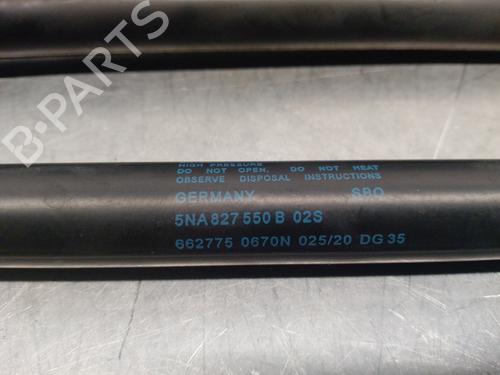 B-PARTS
HIGH PRESSURE
DO NOT OPEN, DO NOT HEAT
OBSERVE DISPOSAL INSTRUCTIONS
GERMANY SBO
5NA 827 550 B 02S
662775 0670N 025/20 DG 35